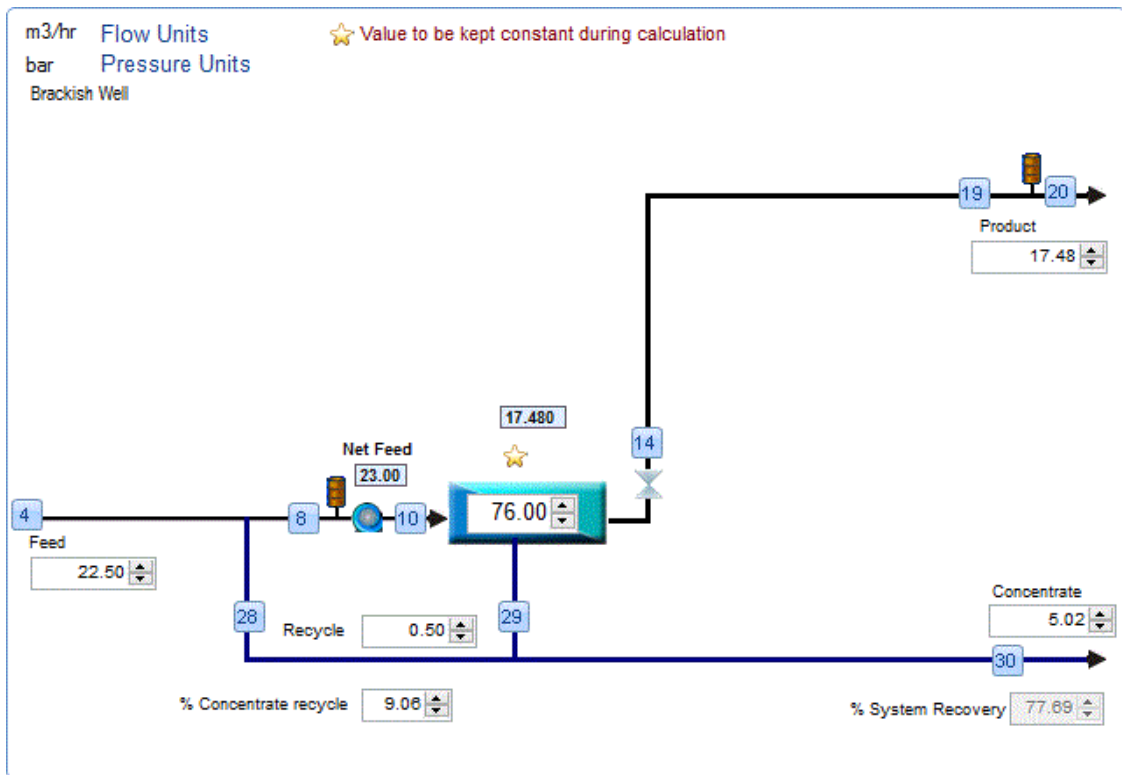 m3/hr Flow Units
Value to be kept constant during calculation
bar Pressure Units
Brackish Well
19
20
Product
17.48
17.480
14
Net Feed
23.00
4
8
10
76.00
Feed
22.50
28
Recycle 0.50
29
Concentrate
5.02
30
% Concentrate recycle 9.06
% System Recovery 77.69